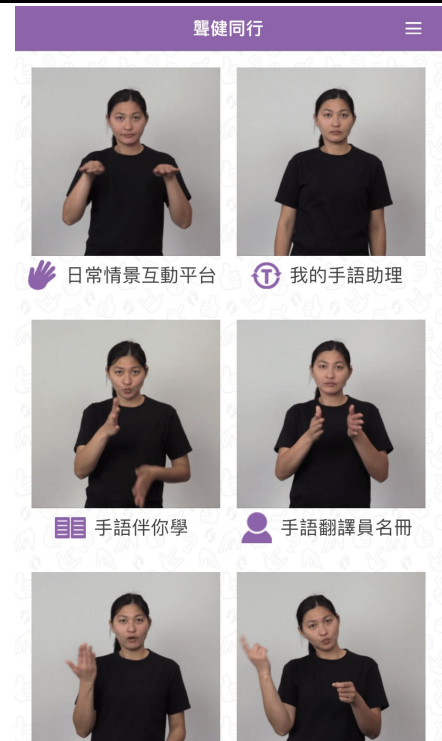 聾健同行
日常情景互動平台
我的手語助理
手語伴你學
手語翻譯員名冊